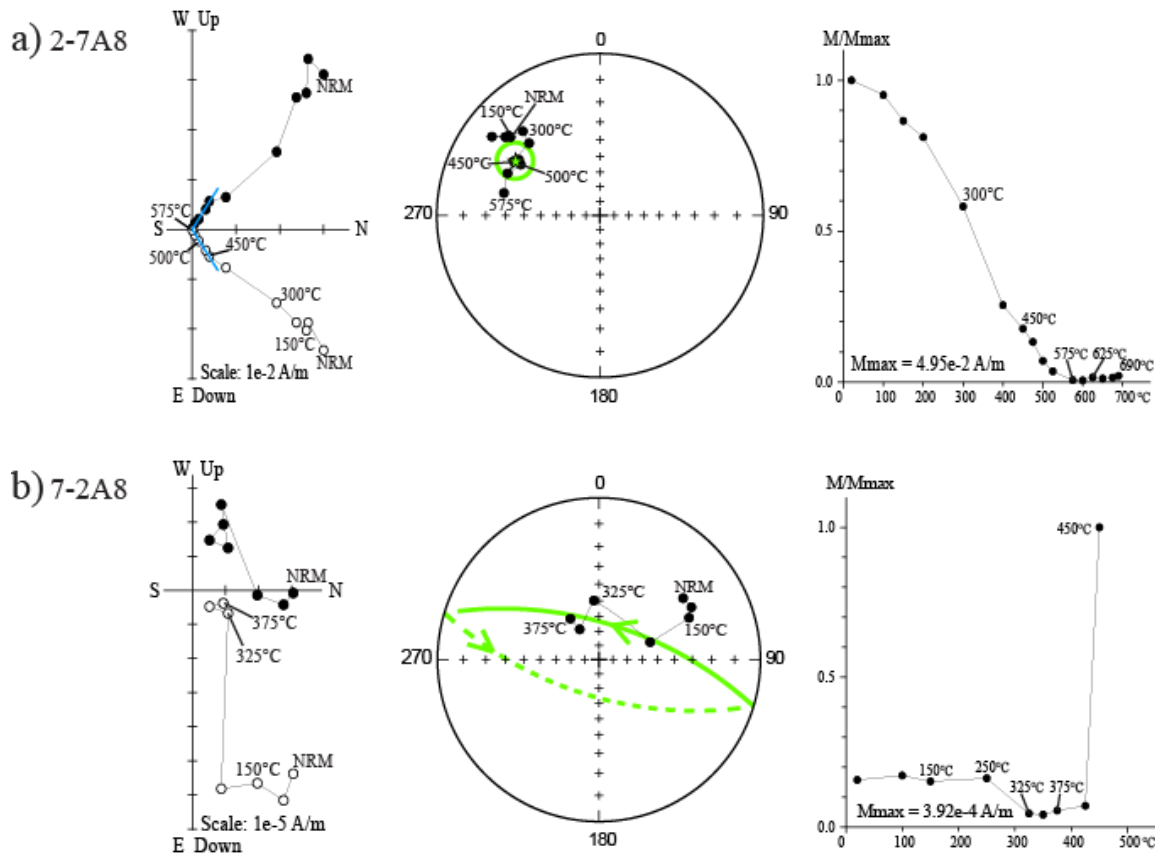 a) 2-7A8
W Up
NRM
575°C
S
N
500°C
450°C
300°C
150°C
NRM
Scale: 1e-2 A/m
E Down
0
NRM
150°C
300°C
450°C
500°C
575°C
270
90
180
M/Mmax
1.0
300°C
0.5
450°C
575°C
625°C
690°C
Mmax = 4.95e-2 A/m
0.0
0 100 200 300 400 500 600 700 °C
b) 7-2A8
W Up
NRM
S
N
375°C
325°C
150°C
NRM
Scale: 1e-5 A/m
E Down
0
325°C
NRM
375°C
150°C
270
90
180
M/Mmax
1.0
450°C
0.5
150°C
250°C
325°C
375°C
Mmax = 3.92e-4 A/m
0.0
0 100 200 300 400 500 °C